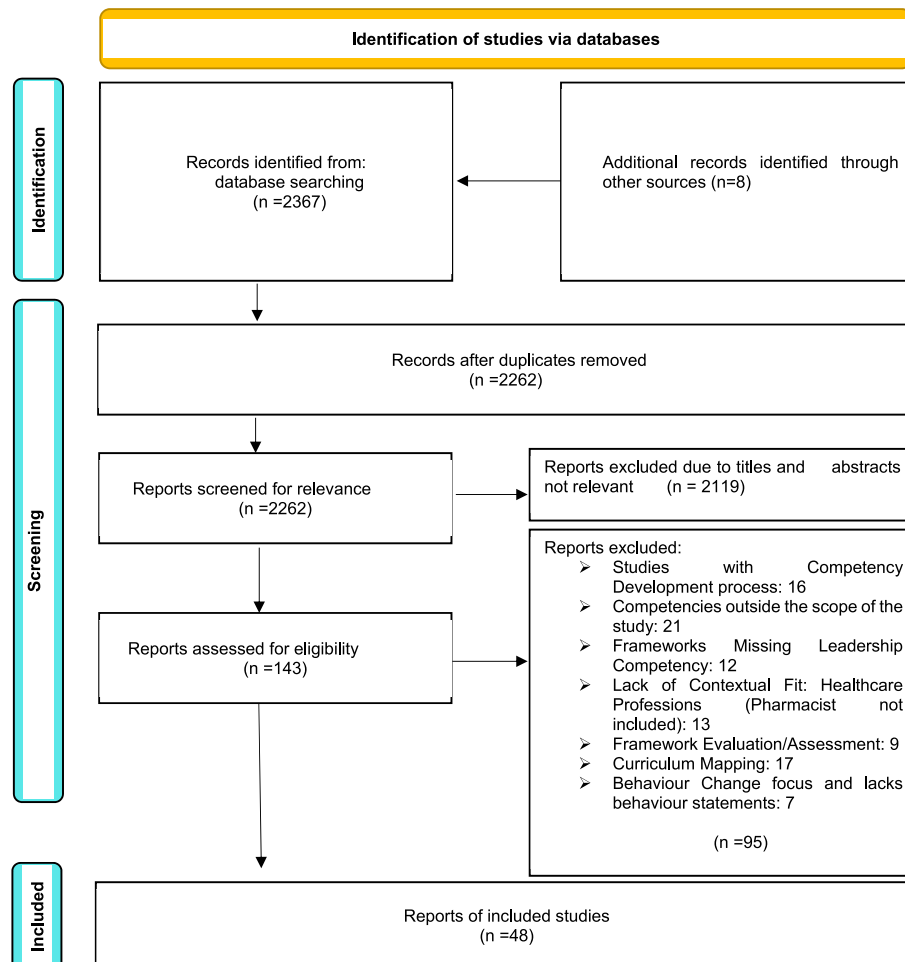 Identification of studies via databases
Identification
Records identified from:
database searching
(n =2367)
Additional records identified through
other sources (n=8)
Screening
Records after duplicates removed
(n =2262)
Reports screened for relevance
(n =2262)
Reports excluded due to titles and abstracts
not relevant (n = 2119)
Reports assessed for eligibility
(n =143)
Reports excluded:
➢ Studies with Competency
Development process: 16
➢ Competencies outside the scope of the
study: 21
➢ Frameworks Missing Leadership
Competency: 12
➢ Lack of Contextual Fit: Healthcare
Professions (Pharmacist not
included): 13
➢ Framework Evaluation/Assessment: 9
➢ Curriculum Mapping: 17
➢ Behaviour Change focus and lacks
behaviour statements: 7
(n =95)
Included
Reports of included studies
(n =48)